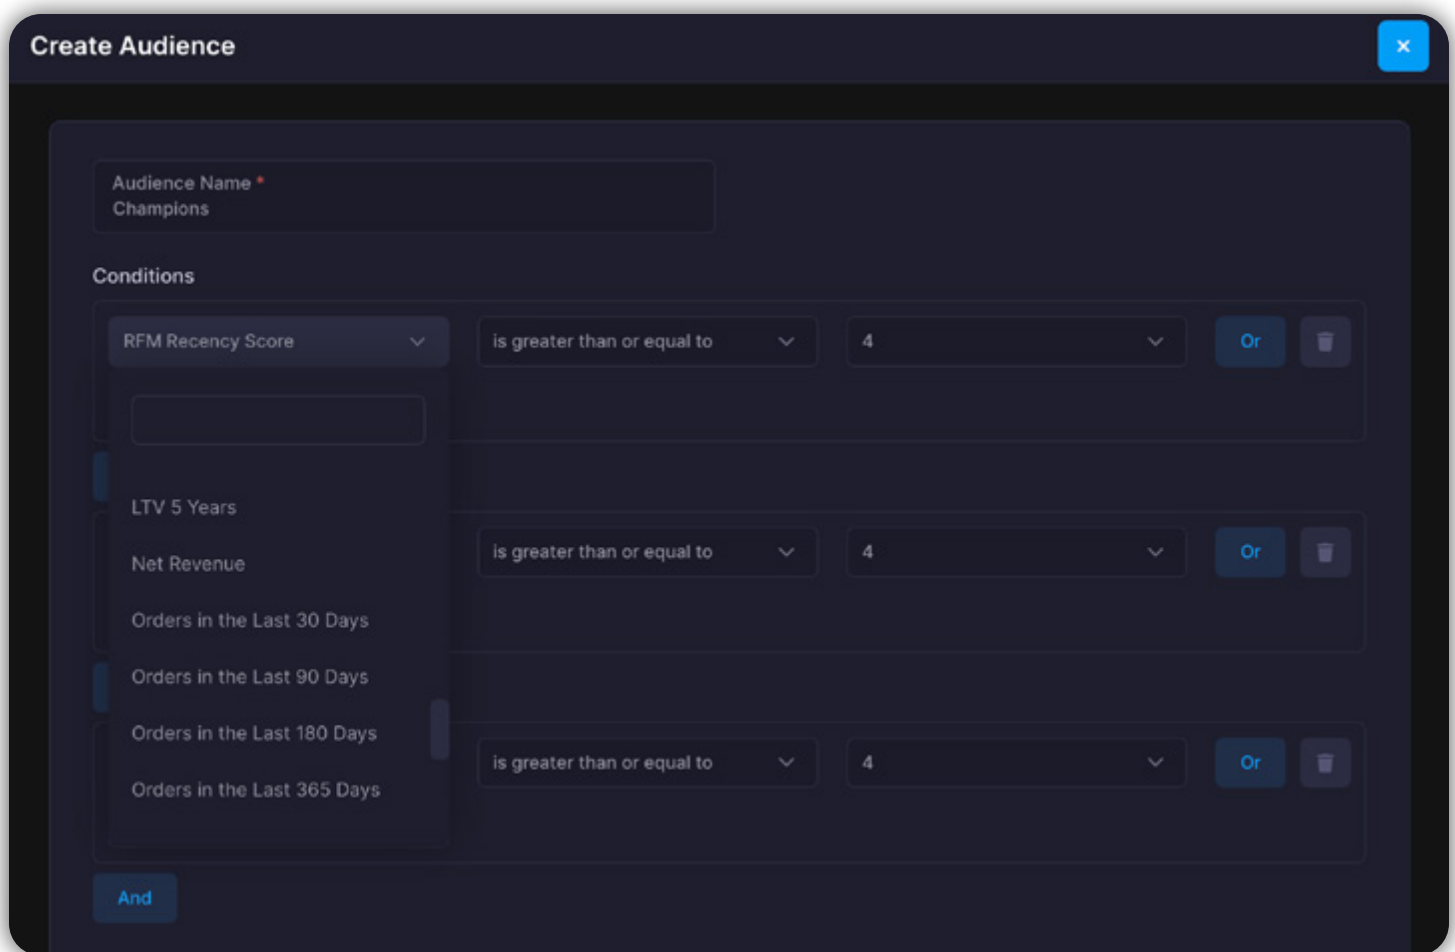 Create Audience
Audience Name *
Champions
Conditions
RFM Recency Score is greater than or equal to 4 Or
LTV 5 Years
Net Revenue
is greater than or equal to 4 Or
Orders in the Last 30 Days
Orders in the Last 90 Days
Orders in the Last 180 Days
is greater than or equal to 4 Or
Orders in the Last 365 Days
And